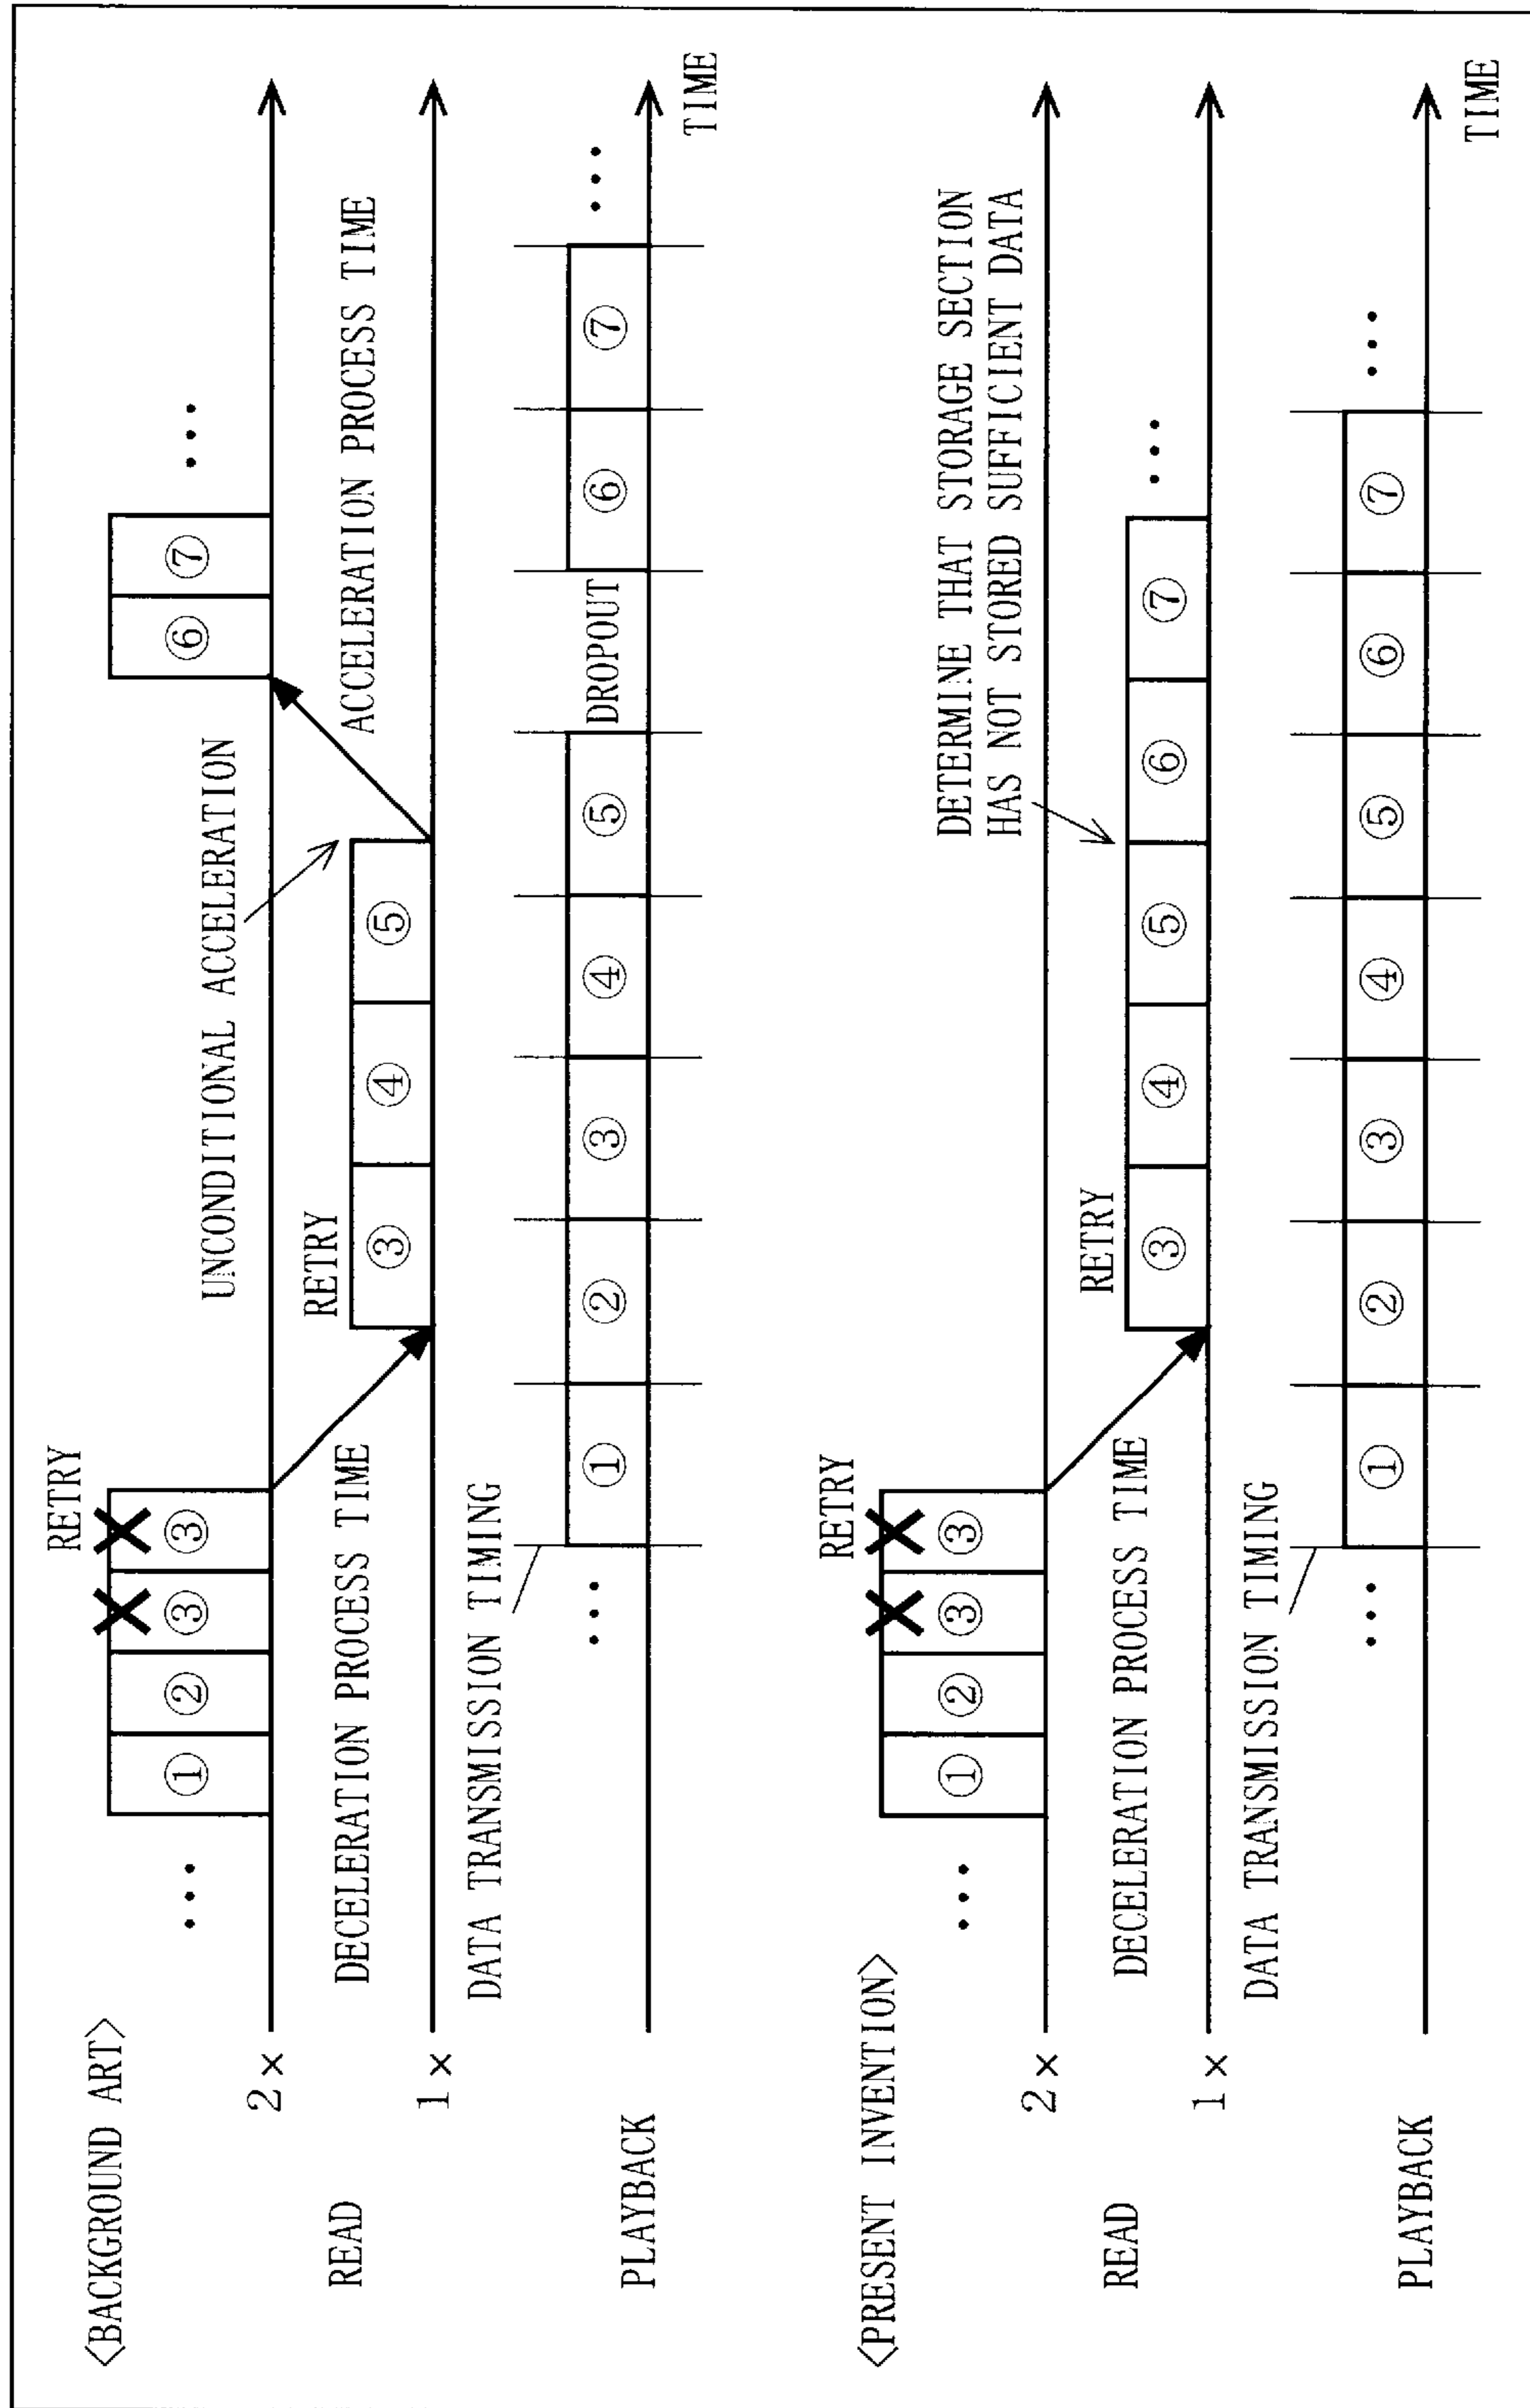 <BACKGROUND ART>
RETRY
••• ① ② ③ ③ ⑥ ⑦ •••
2×
UNCONDITIONAL ACCELERATION
READ
DECELERATION PROCESS TIME
RETRY
ACCELERATION PROCESS TIME
③ ④ ⑤
1×
DATA TRANSMISSION TIMING
••• ① ② ③ ④ ⑤ DROPOUT ⑥ ⑦ •••
PLAYBACK
TIME
<PRESENT INVENTION>
RETRY
••• ① ② ③ ③
2×
DETERMINE THAT STORAGE SECTION
HAS NOT STORED SUFFICIENT DATA
READ
DECELERATION PROCESS TIME
RETRY
③ ④ ⑤ ⑥ ⑦ •••
1×
DATA TRANSMISSION TIMING
••• ① ② ③ ④ ⑤ ⑥ ⑦ •••
PLAYBACK
TIME